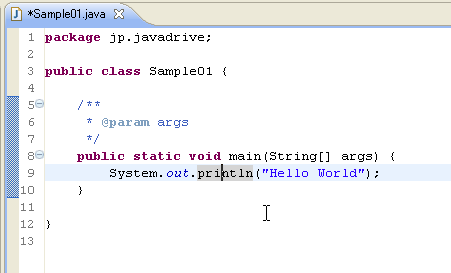 *Sample01.java
1 package jp.javadrive;
2
3 public class Sample01 {
4
5     /**
6      * @param args
7      */
8     public static void main(String[] args) {
9         System.out.println("Hello World");
10     }
11
12 }
13